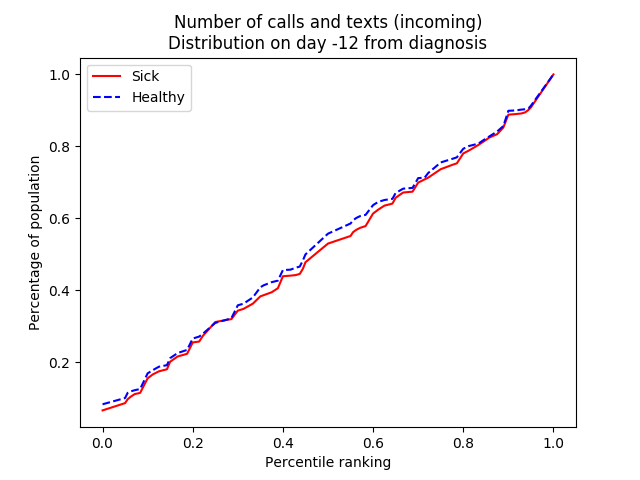 Number of calls and texts (incoming)
Distribution on day -12 from diagnosis
Sick
Healthy
Percentage of population
1.0
0.8
0.6
0.4
0.2
0.0 0.2 0.4 0.6 0.8 1.0
Percentile ranking